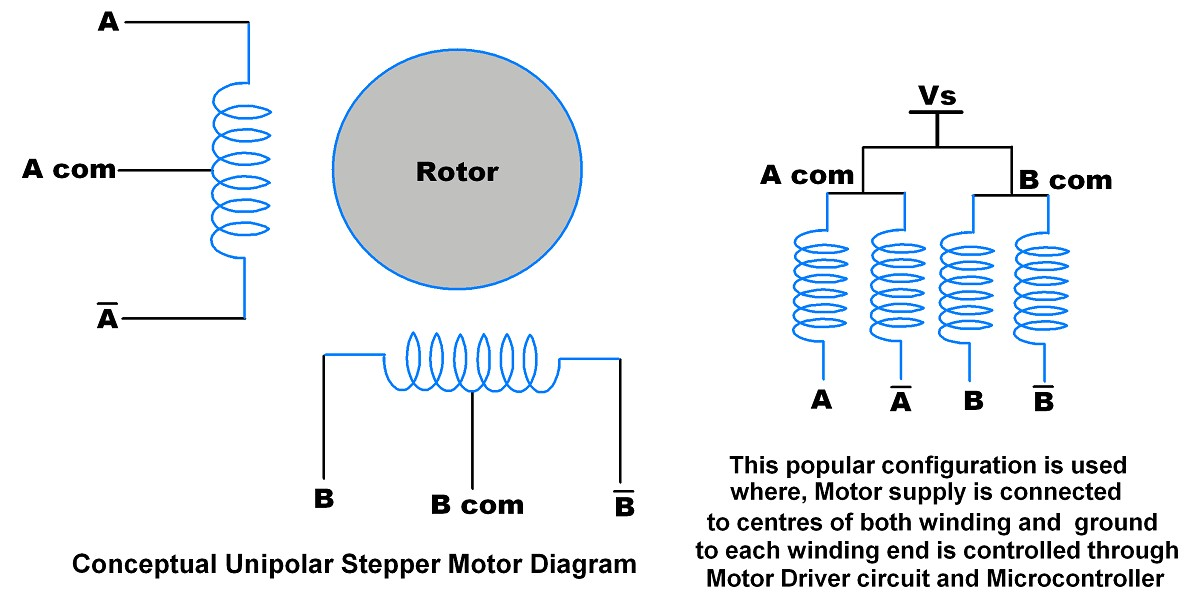 A
A com
A̅
Rotor
B
B com
B̅
Conceptual Unipolar Stepper Motor Diagram
Vs
A com
B com
A
A̅
B
B̅
This popular configuration is used
where, Motor supply is connected
to centres of both winding and ground
to each winding end is controlled through
Motor Driver circuit and Microcontroller